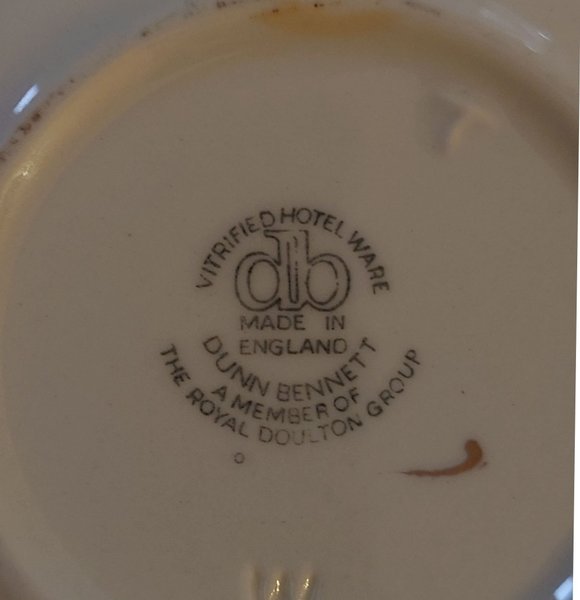 VITRIFIED HOTEL WARE
db
MADE IN
ENGLAND
DUNN BENNETT
A MEMBER OF
THE ROYAL DOULTON GROUP